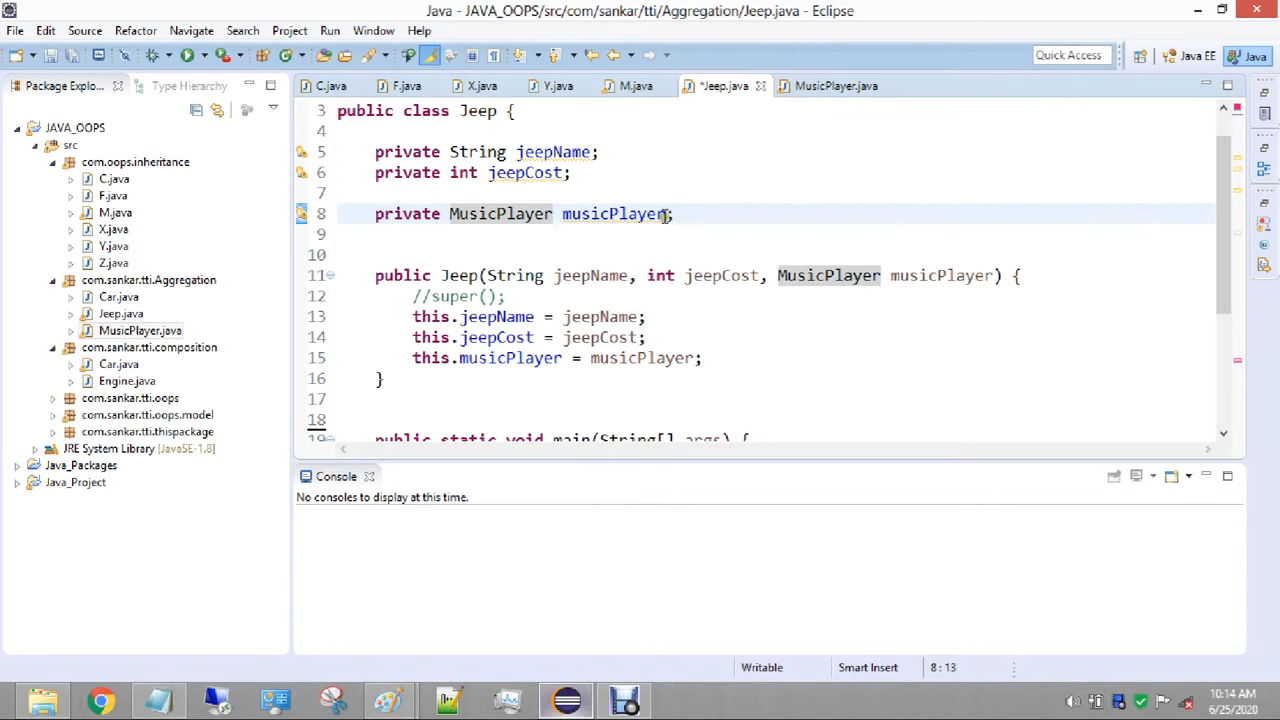 Java - JAVA_OOPS/src/com/sankar/tti/Aggregation/Jeep.java - Eclipse
File Edit Source Refactor Navigate Search Project Run Window Help
Quick Access Java EE Java
Package Explo... Type Hierarchy
C.java F.java X.java Y.java M.java *Jeep.java MusicPlayer.java
JAVA_OOPS
src
com.oops.inheritance
C.java
F.java
M.java
X.java
Y.java
Z.java
com.sankar.tti.Aggregation
Car.java
Jeep.java
MusicPlayer.java
com.sankar.tti.composition
Car.java
Engine.java
com.sankar.tti.oops
com.sankar.tti.oops.model
com.sankar.tti.thispackage
JRE System Library [JavaSE-1.8]
Java_Packages
Java_Project
3 public class Jeep {
4
5 private String jeepName;
6 private int jeepCost;
7
8 private MusicPlayer musicPlayer;
9
10
11 public Jeep(String jeepName, int jeepCost, MusicPlayer musicPlayer) {
12 //super();
13 this.jeepName = jeepName;
14 this.jeepCost = jeepCost;
15 this.musicPlayer = musicPlayer;
16 }
17
18
19 public static void main(String[] args) {
Console
No consoles to display at this time.
Writable Smart Insert 8 : 13
10:14 AM
6/25/2020